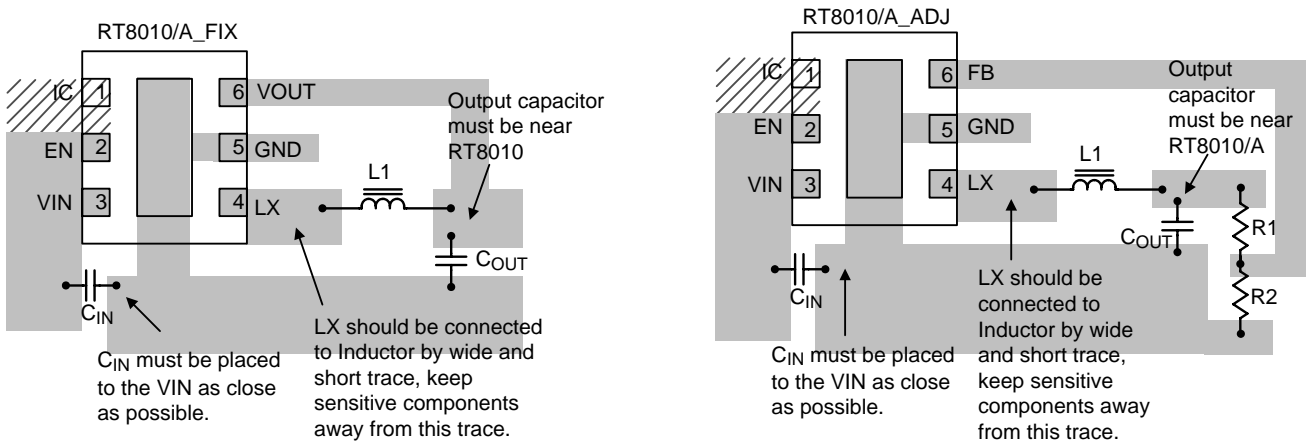 RT8010/A_FIX
IC 1
6 VOUT
EN 2
5 GND
VIN 3
4 LX
L1
Output capacitor
must be near
RT8010
COUT
CIN
CIN must be placed
to the VIN as close
as possible.
LX should be connected
to Inductor by wide and
short trace, keep
sensitive components
away from this trace.
RT8010/A_ADJ
IC 1
6 FB
EN 2
5 GND
VIN 3
4 LX
L1
Output
capacitor
must be near
RT8010/A
COUT
R1
R2
CIN
CIN must be placed
to the VIN as close
as possible.
LX should be
connected to
Inductor by wide
and short trace,
keep sensitive
components away
from this trace.